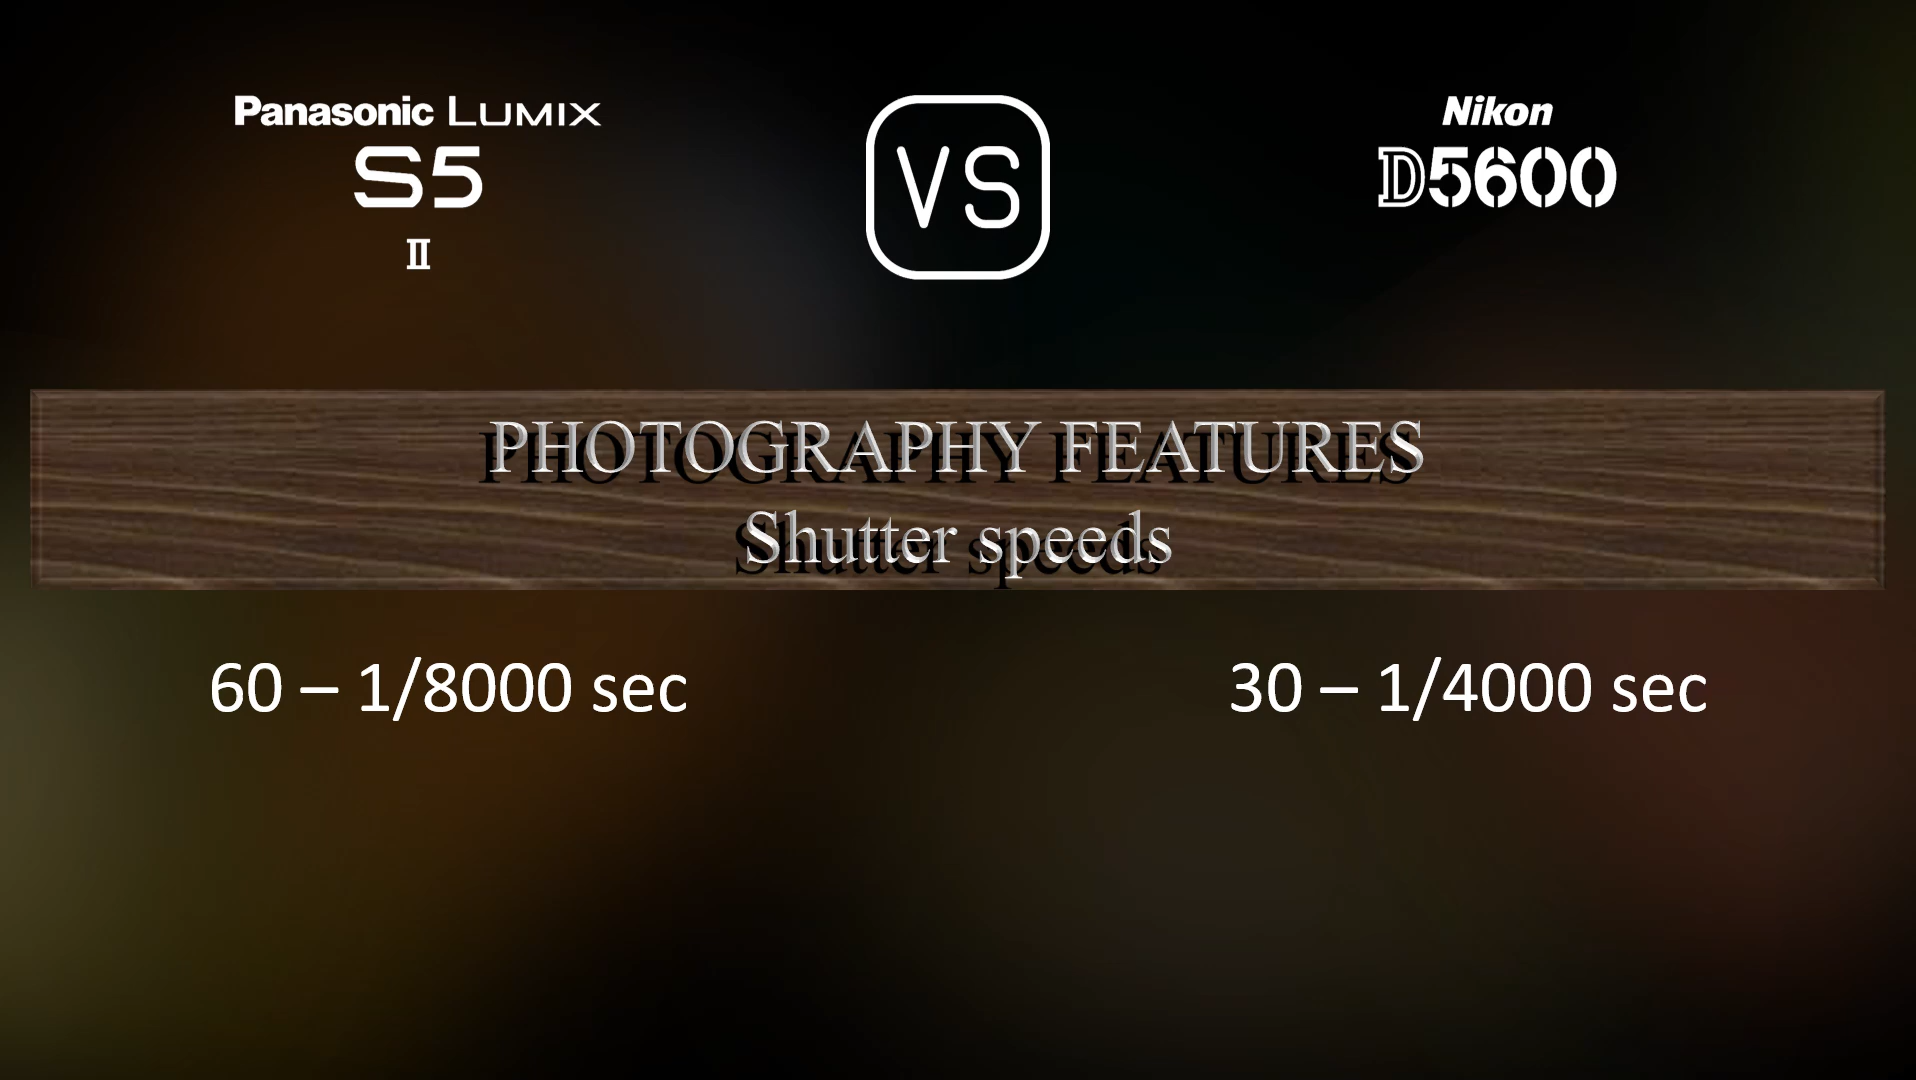 Panasonic LUMIX
S5
II
VS
Nikon
D5600
PHOTOGRAPHY FEATURES
Shutter speeds
60 – 1/8000 sec
30 – 1/4000 sec